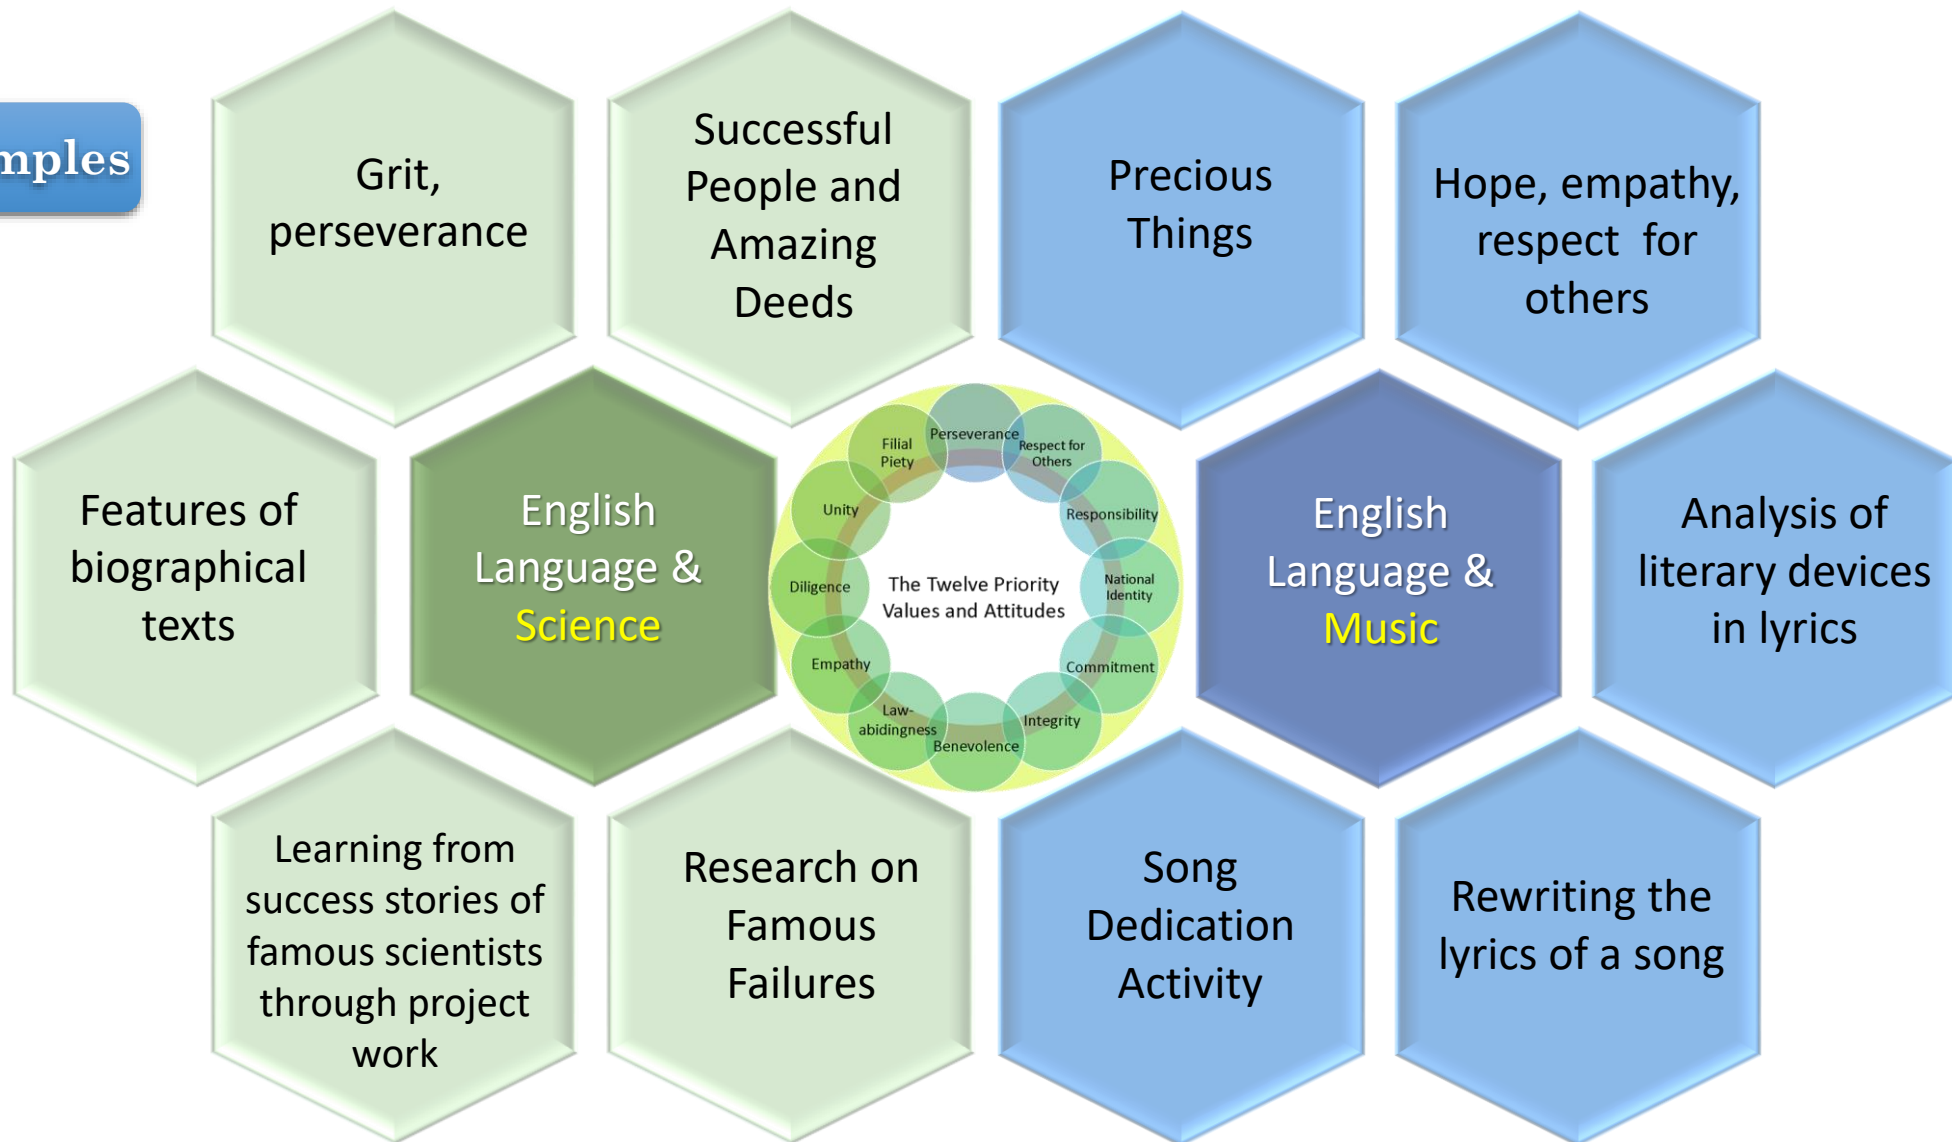 mples
Grit,
perseverance
Successful
People and
Amazing
Deeds
Precious
Things
Hope, empathy,
respect for
others
Features of
biographical
texts
English
Language &
Science
Perseverance
Respect for
Others
Responsibility
National
Identity
Commitment
Integrity
Benevolence
Law-
abidingness
Empathy
Diligence
Unity
Filial
Piety
The Twelve Priority
Values and Attitudes
English
Language &
Music
Analysis of
literary devices
in lyrics
Learning from
success stories of
famous scientists
through project
work
Research on
Famous
Failures
Song
Dedication
Activity
Rewriting the
lyrics of a song